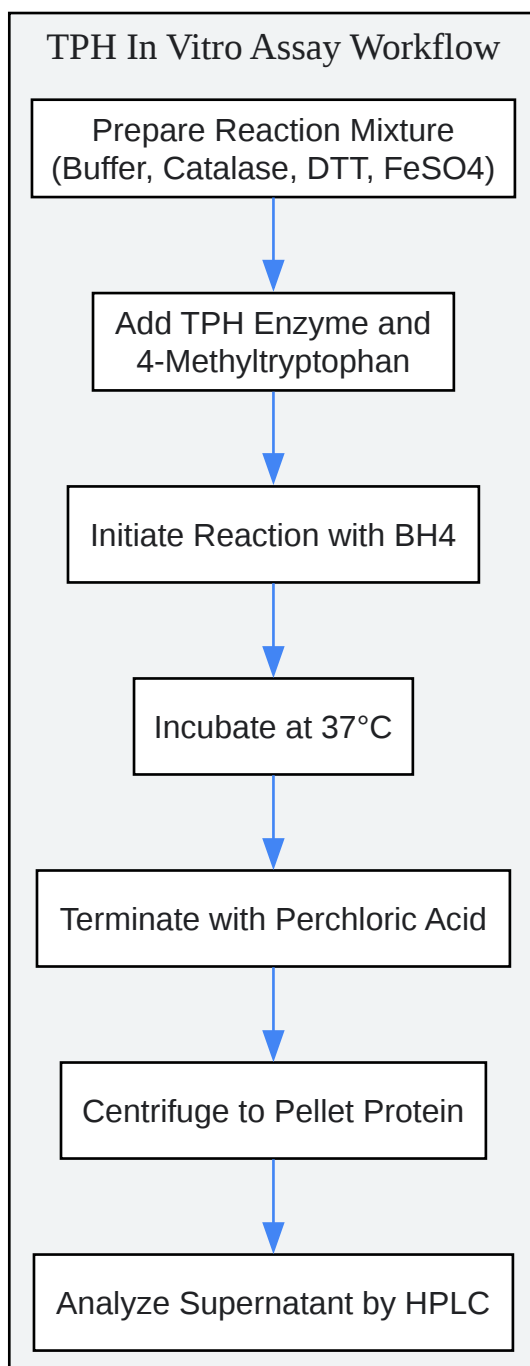 TPH In Vitro Assay Workflow
Prepare Reaction Mixture
(Buffer, Catalase, DTT, FeSO4)
Add TPH Enzyme and
4-Methyltryptophan
Initiate Reaction with BH4
Incubate at 37°C
Terminate with Perchloric Acid
Centrifuge to Pellet Protein
Analyze Supernatant by HPLC